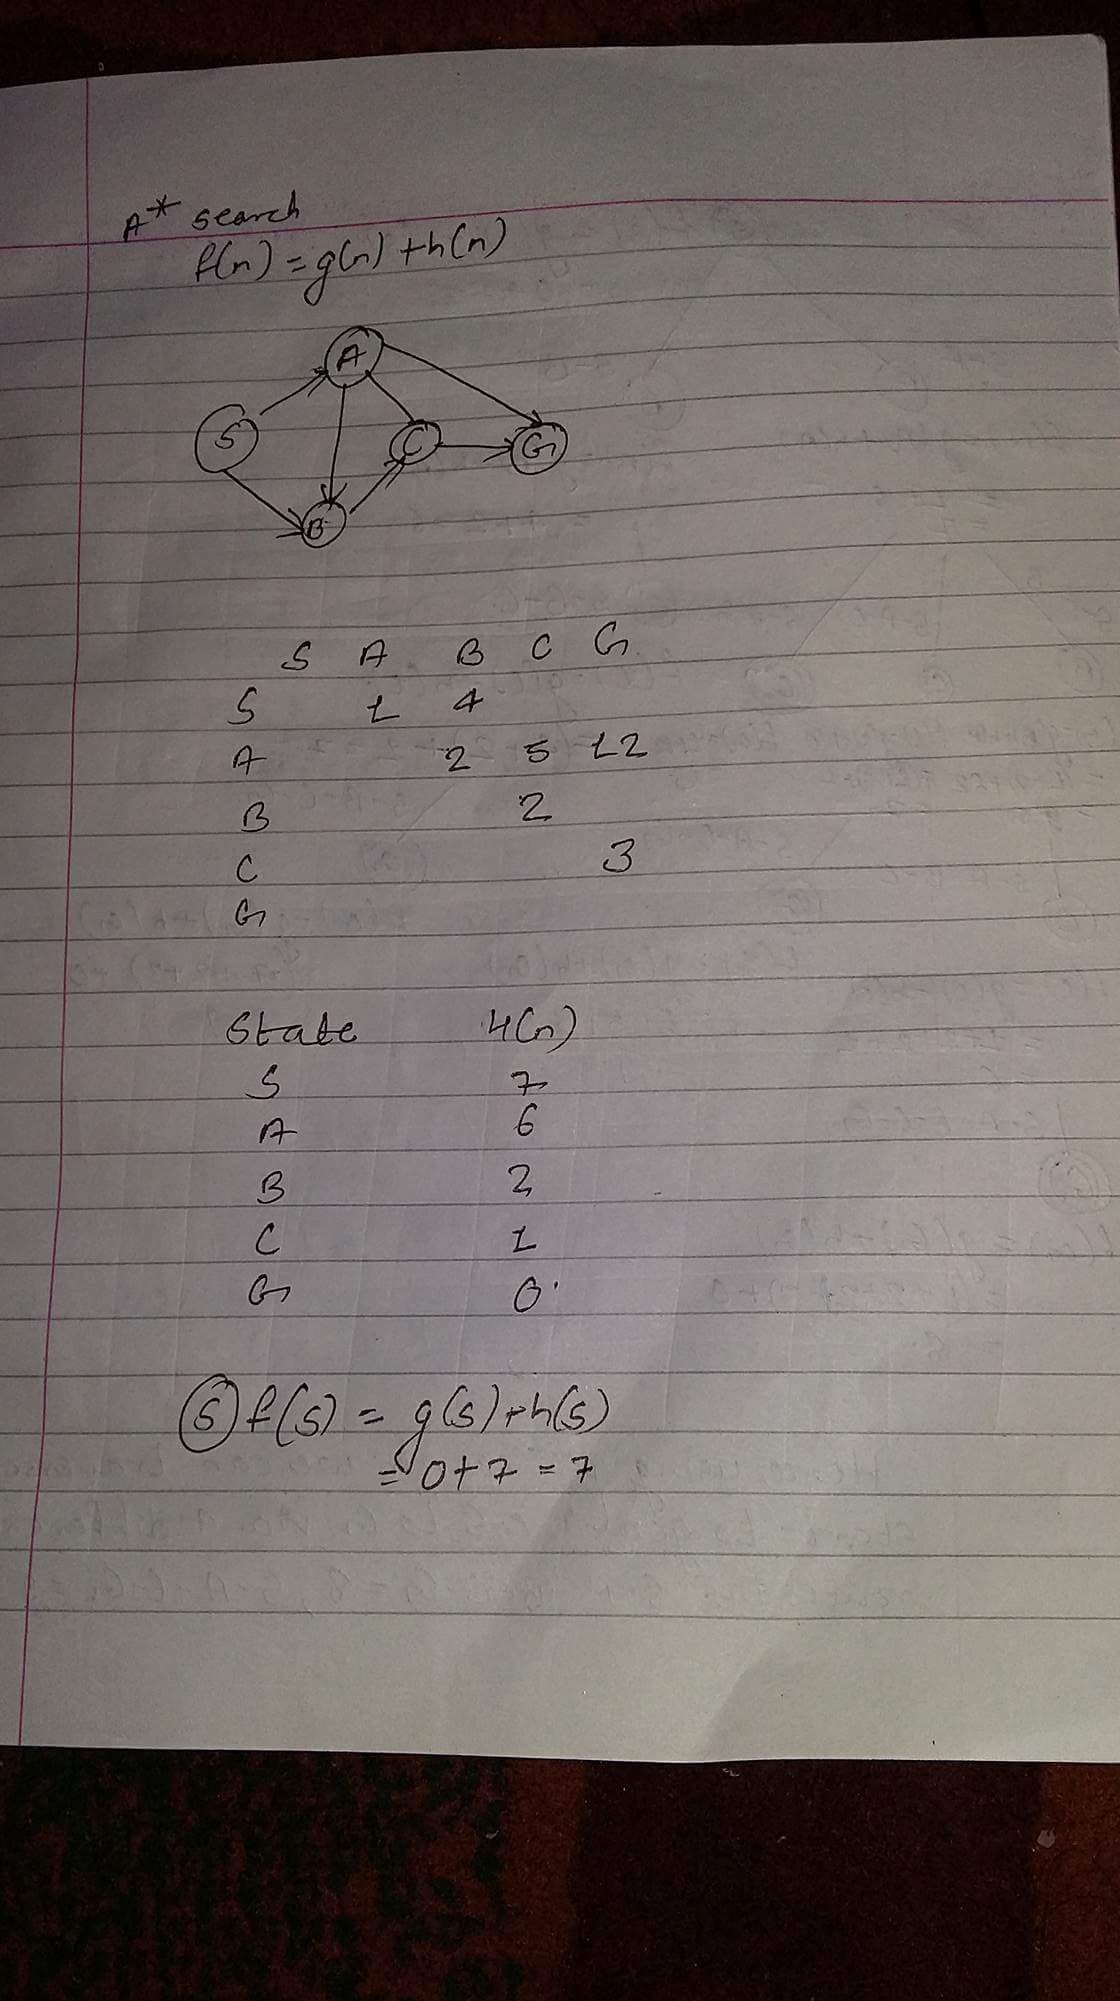 A* search
f(n) = g(n) + h(n)
A
S C G
B
S A B C G
S 1 4
A 2 5 12
B 2
C 3
G
State H(n)
S 7
A 6
B 2
C 1
G 0
S f(s) = g(s) + h(s)
= 0 + 7 = 7